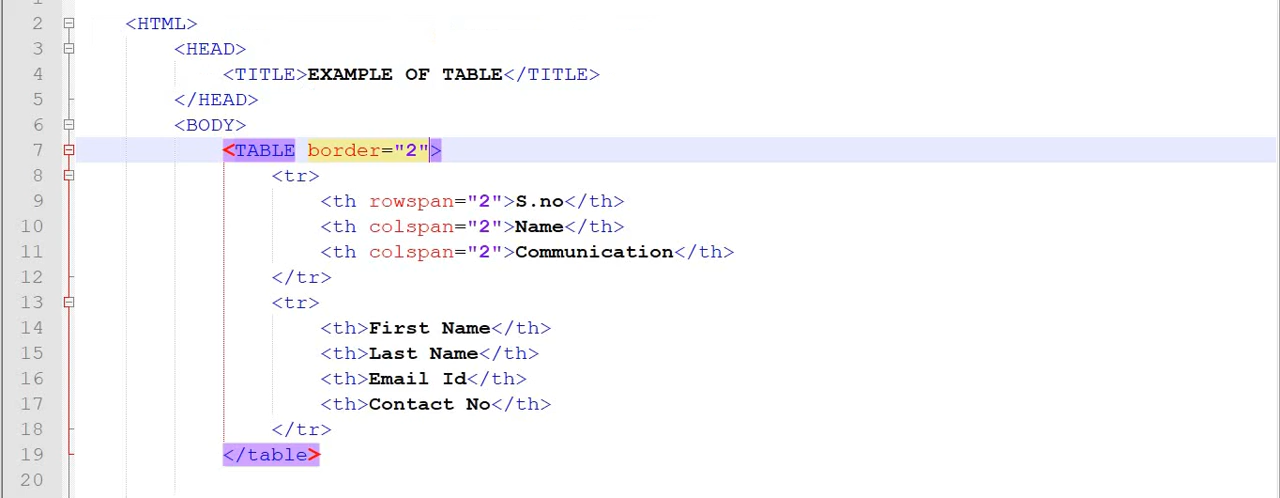 1
2 <HTML>
3 <HEAD>
4 <TITLE>EXAMPLE OF TABLE</TITLE>
5 </HEAD>
6 <BODY>
7 <TABLE border="2">
8 <tr>
9 <th rowspan="2">S.no</th>
10 <th colspan="2">Name</th>
11 <th colspan="2">Communication</th>
12 </tr>
13 <tr>
14 <th>First Name</th>
15 <th>Last Name</th>
16 <th>Email Id</th>
17 <th>Contact No</th>
18 </tr>
19 </table>
20